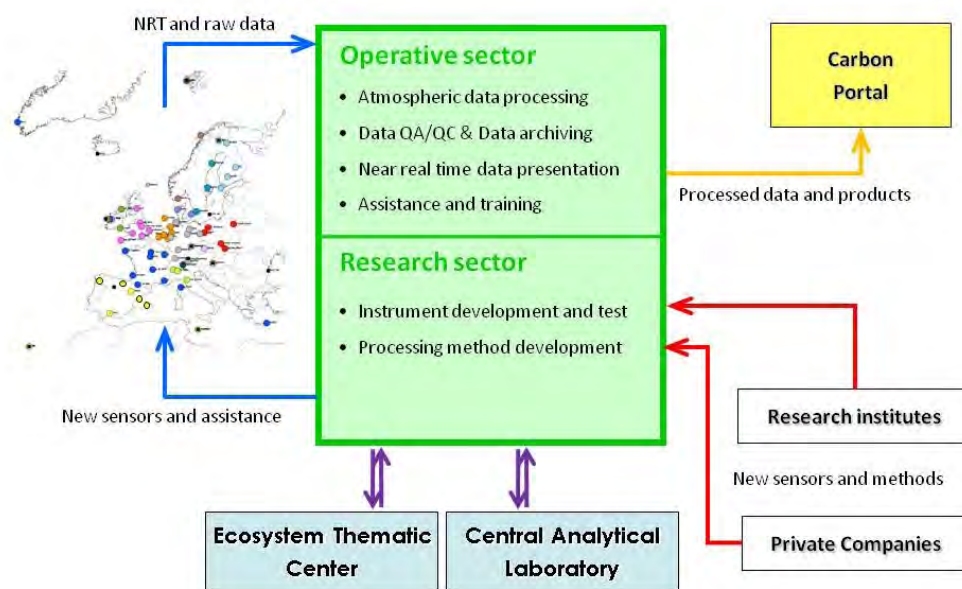 NRT and raw data
Operative sector
• Atmospheric data processing
• Data QA/QC & Data archiving
• Near real time data presentation
• Assistance and training
Carbon
Portal
Processed data and products
Research sector
• Instrument development and test
• Processing method development
New sensors and assistance
Research institutes
New sensors and methods
Private Companies
Ecosystem Thematic
Center
Central Analytical
Laboratory